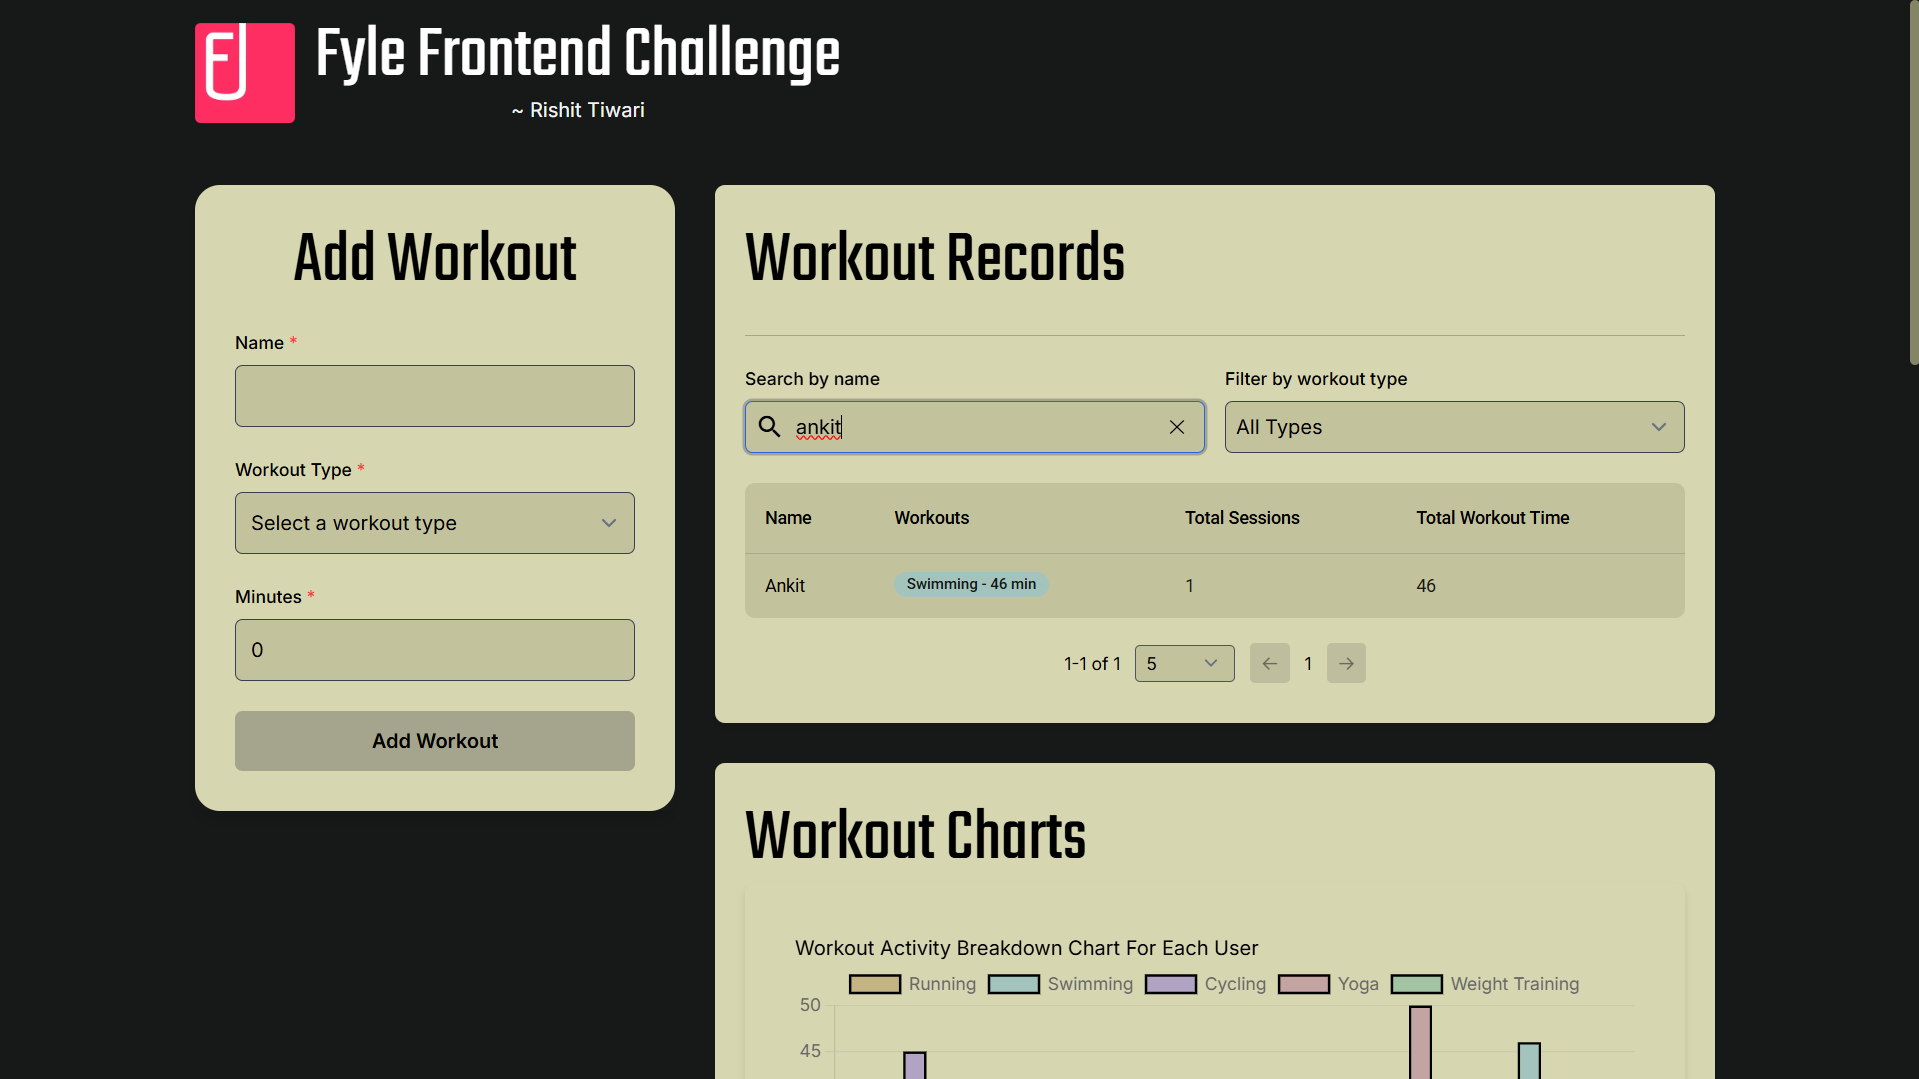 Fyle Frontend Challenge
~ Rishit Tiwari
Add Workout
Name *
Workout Type *
Select a workout type
Minutes *
0
Add Workout
Workout Records
Search by name
ankit
Filter by workout type
All Types
Name Workouts Total Sessions Total Workout Time
Ankit Swimming - 46 min 1 46
1-1 of 1 5 1
Workout Charts
Workout Activity Breakdown Chart For Each User
Running Swimming Cycling Yoga Weight Training
50
45